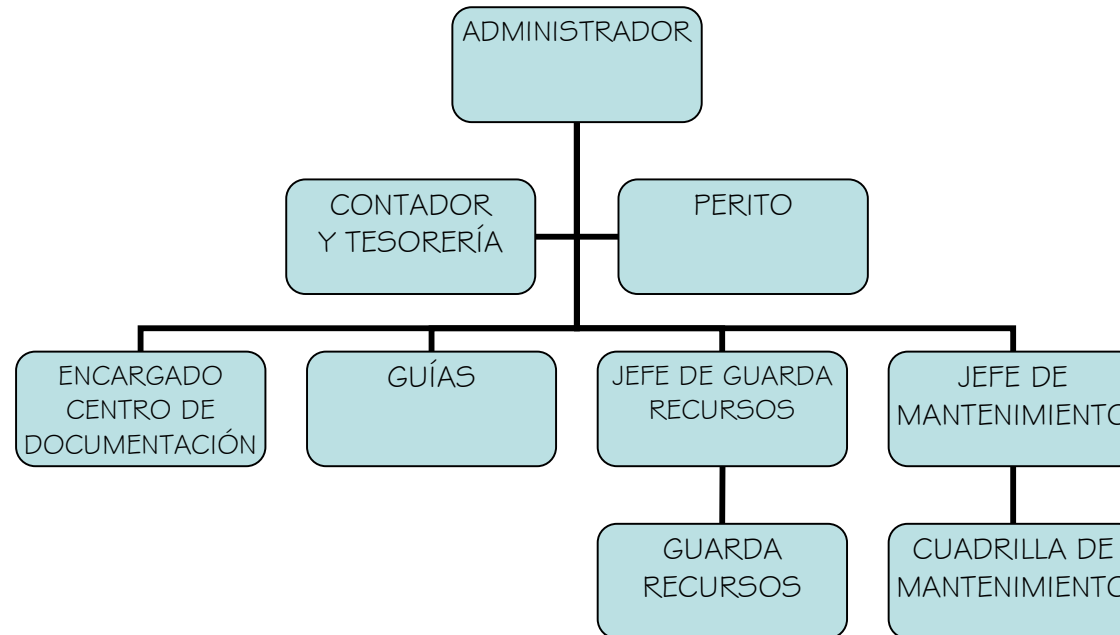 ADMINISTRADOR
CONTADOR
Y TESORERÍA
PERITO
ENCARGADO
CENTRO DE
DOCUMENTACIÓN
GUÍAS
JEFE DE GUARDA
RECURSOS
JEFE DE
MANTENIMIENTO
GUARDA
RECURSOS
CUADRILLA DE
MANTENIMIENTO